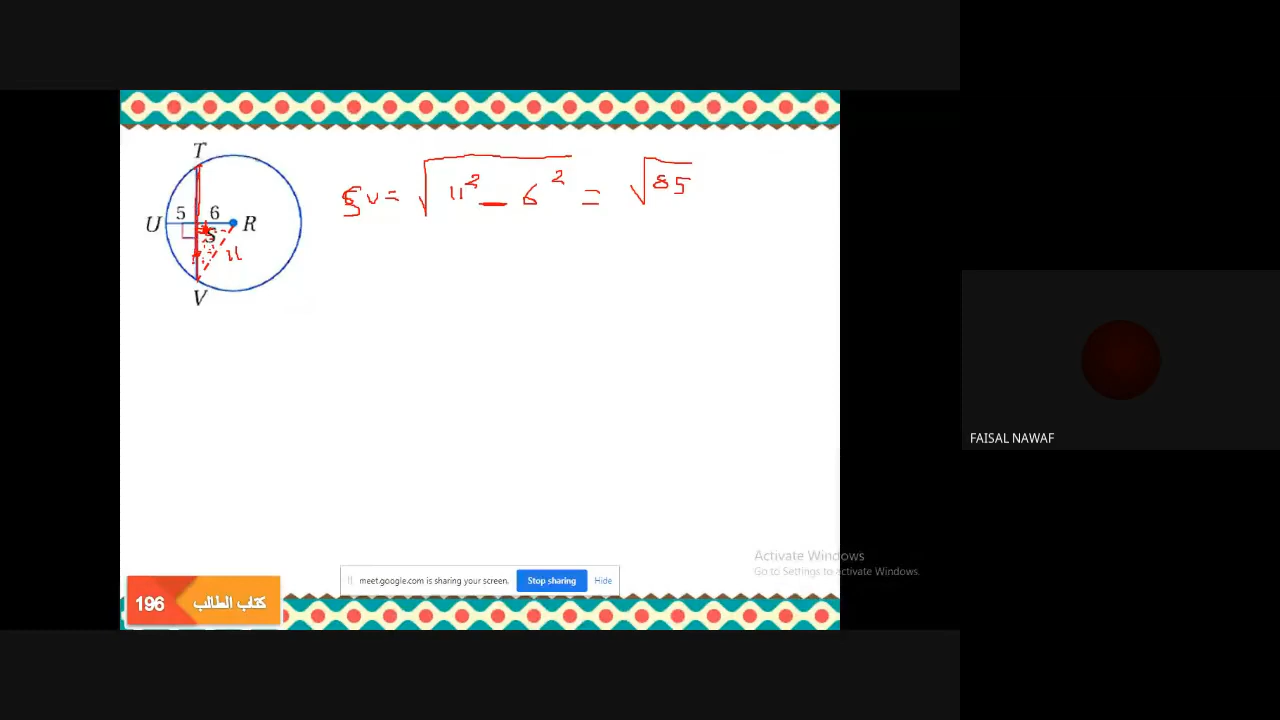 T
5 6
U R
S
11
V
SV = √11² - 6² = √85
FAISAL NAWAF
Activate Windows
Go to Settings to activate Windows.
meet.google.com is sharing your screen. Stop sharing Hide
كتاب الطالب 196